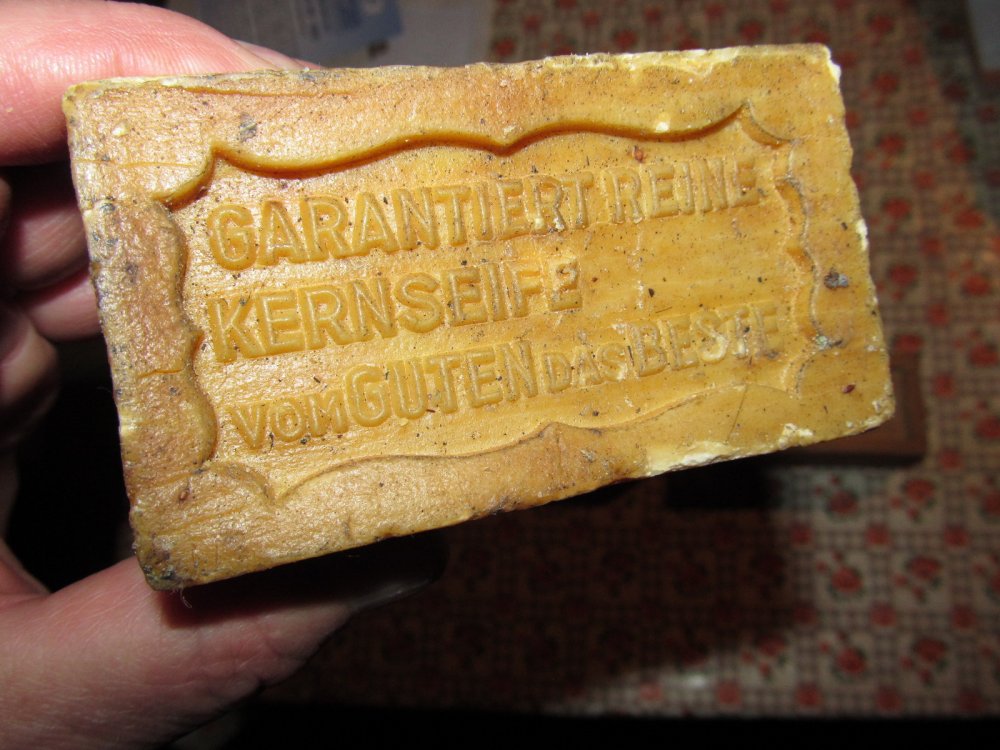 GARANTIERT REINE
KERNSEIFE
VOM GUTEN DAS BESTE